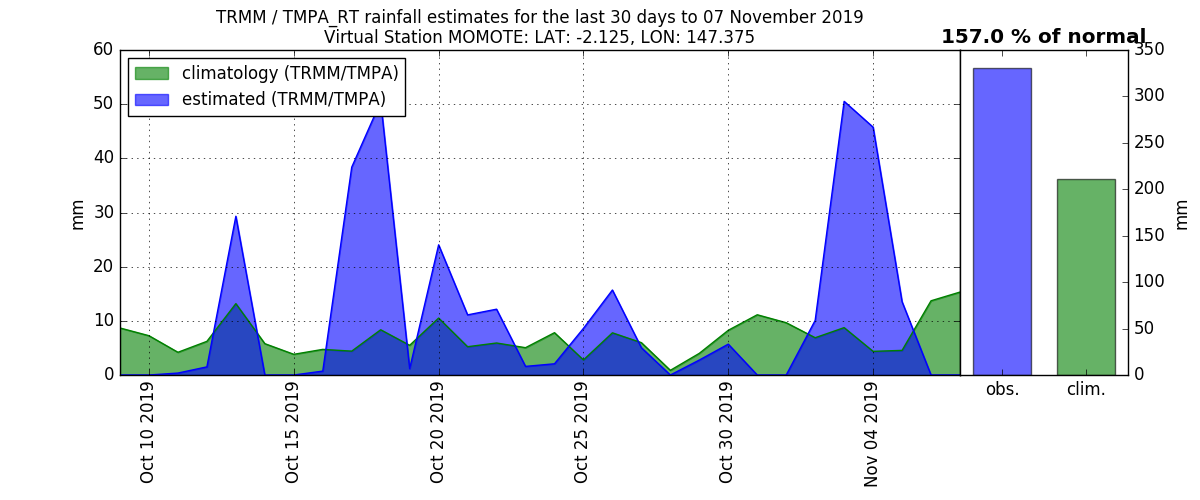 TRMM / TMPA_RT rainfall estimates for the last 30 days to 07 November 2019
Virtual Station MOMOTE: LAT: -2.125, LON: 147.375
157.0 % of normal
climatology (TRMM/TMPA)
estimated (TRMM/TMPA)
mm
60
50
40
30
20
10
0
Oct 10 2019
Oct 15 2019
Oct 20 2019
Oct 25 2019
Oct 30 2019
Nov 04 2019
obs.
clim.
350
300
250
200
150
100
50
0
mm